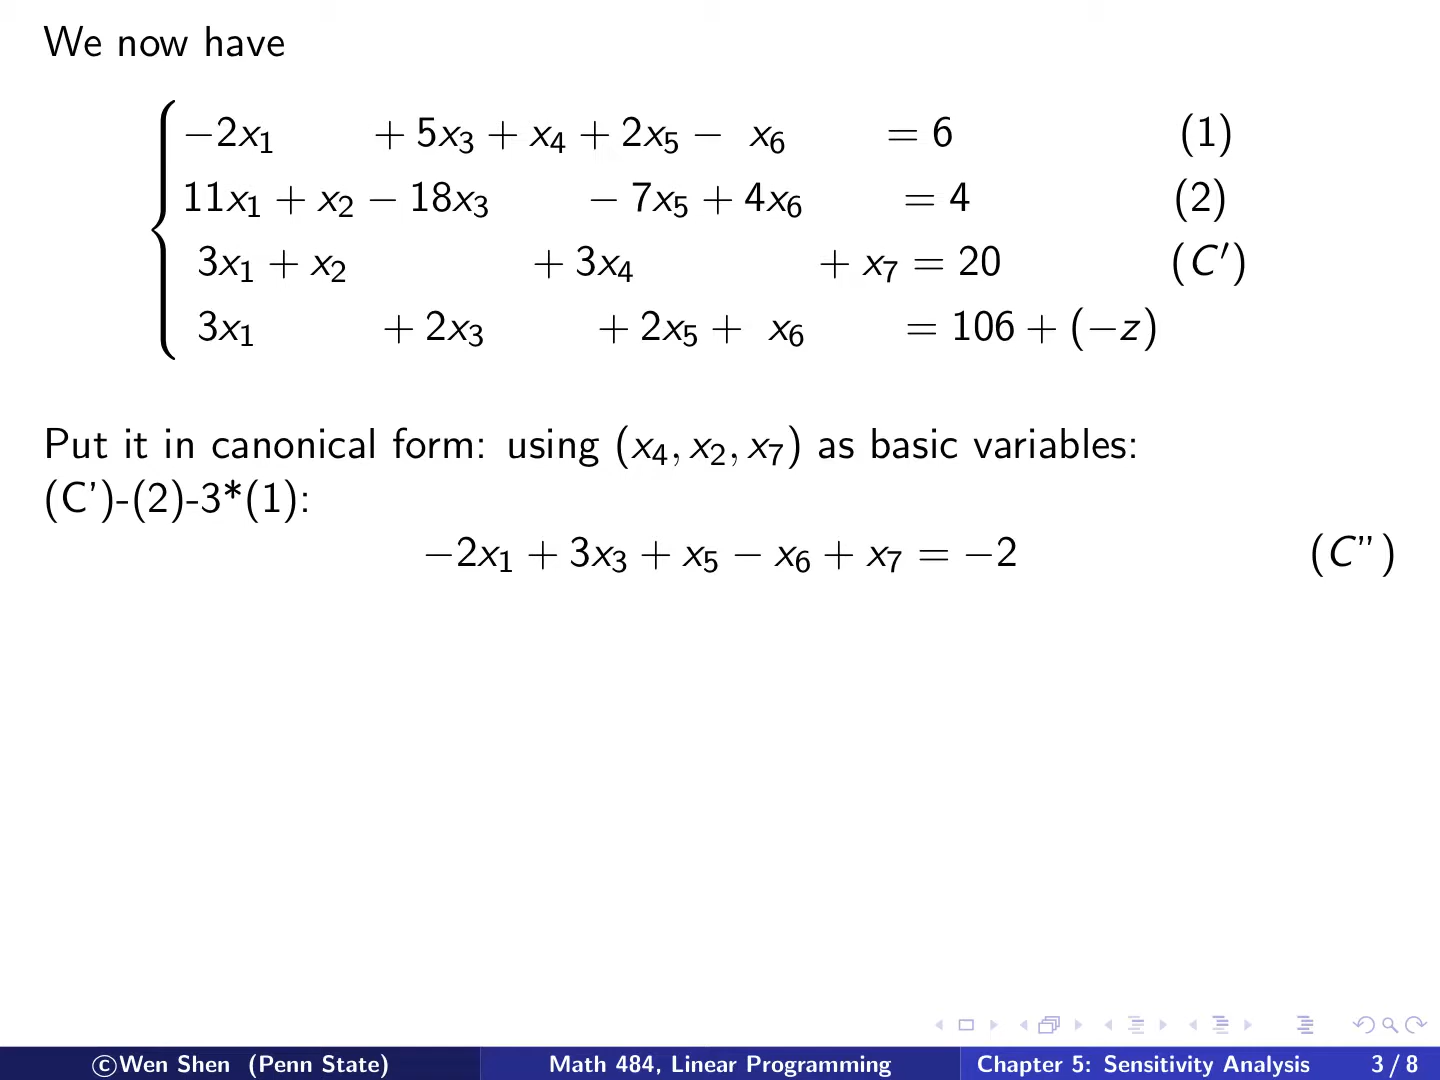 We now have
−2x₁ + 5x₃ + x₄ + 2x₅ − x₆ = 6 (1)
11x₁ + x₂ − 18x₃ − 7x₅ + 4x₆ = 4 (2)
3x₁ + x₂ + 3x₄ + x₇ = 20 (C′)
3x₁ + 2x₃ + 2x₅ + x₆ = 106 + (−z)
Put it in canonical form: using (x₄, x₂, x₇) as basic variables:
(C’)-(2)-3*(1):
−2x₁ + 3x₃ + x₅ − x₆ + x₇ = −2 (C”)
©Wen Shen (Penn State) Math 484, Linear Programming Chapter 5: Sensitivity Analysis 3 / 8